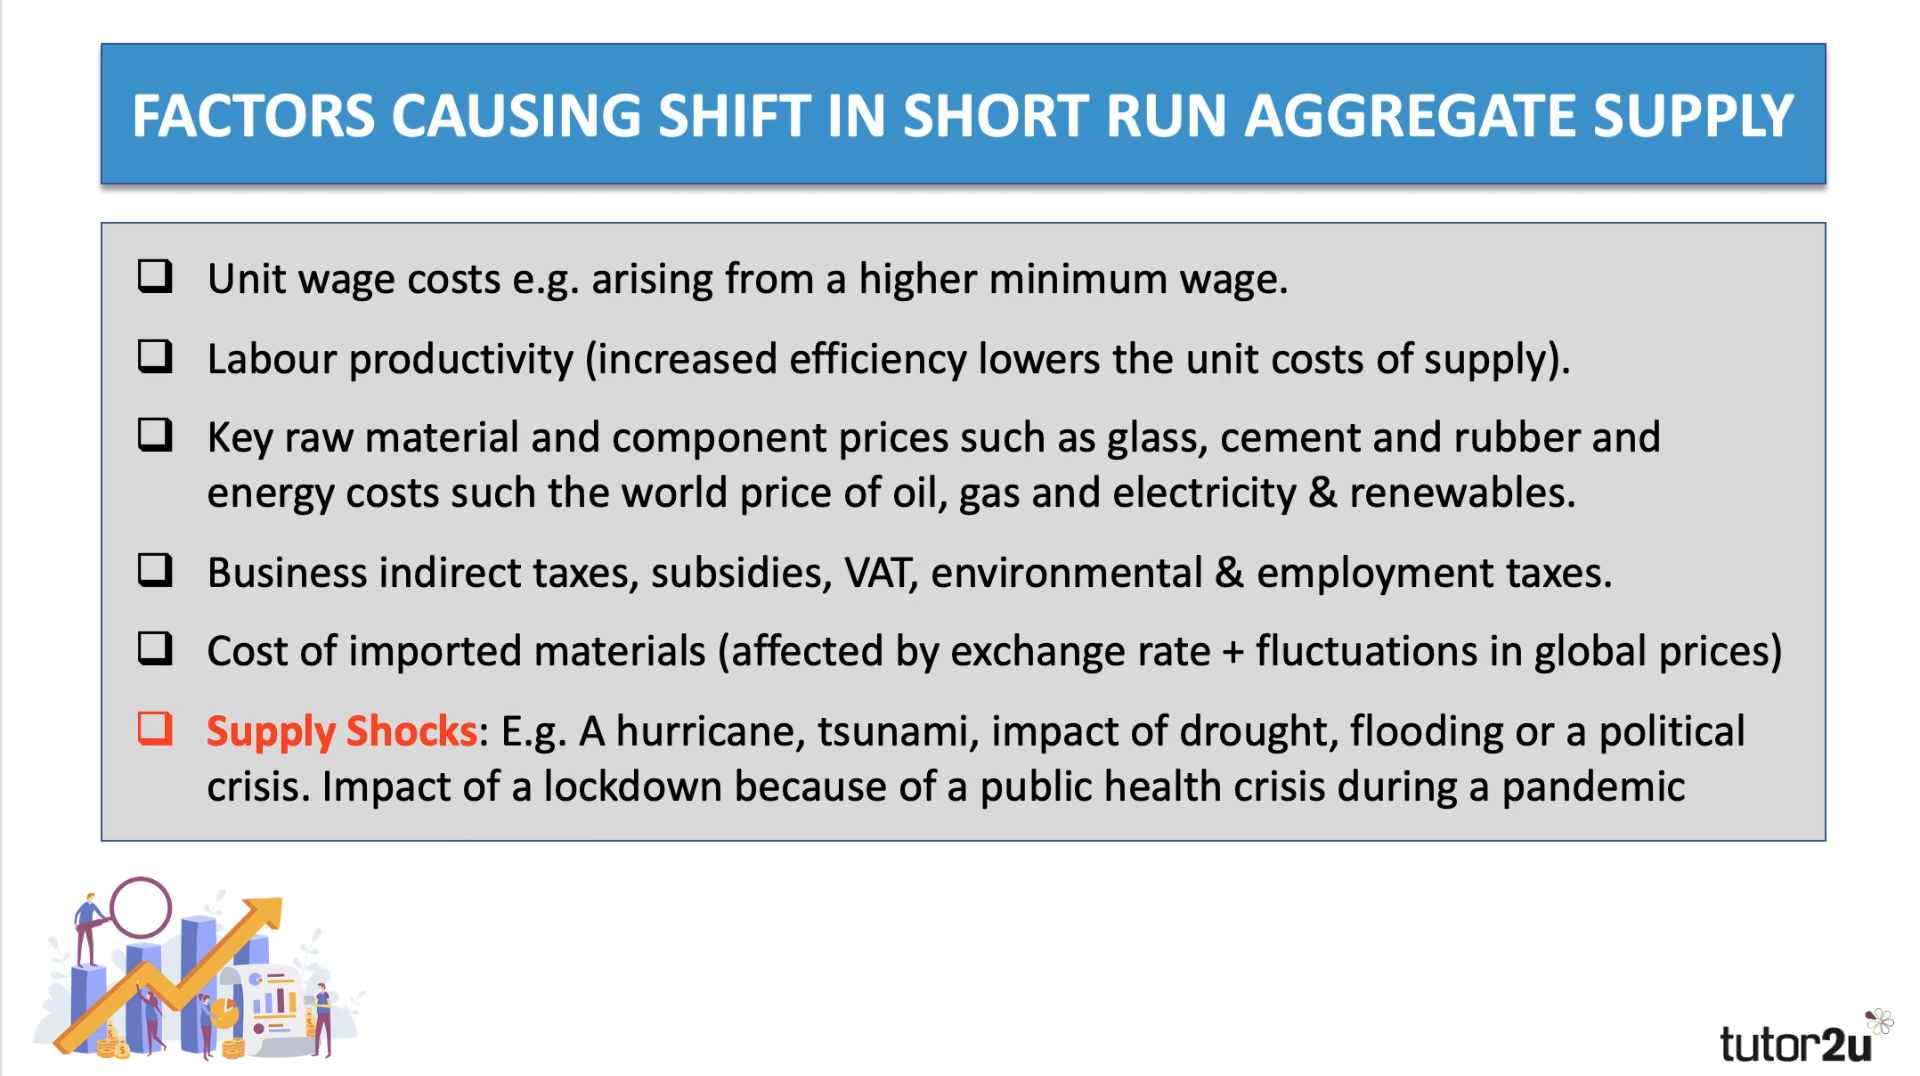 FACTORS CAUSING SHIFT IN SHORT RUN AGGREGATE SUPPLY
Unit wage costs e.g. arising from a higher minimum wage.
Labour productivity (increased efficiency lowers the unit costs of supply).
Key raw material and component prices such as glass, cement and rubber and
energy costs such the world price of oil, gas and electricity & renewables.
Business indirect taxes, subsidies, VAT, environmental & employment taxes.
Cost of imported materials (affected by exchange rate + fluctuations in global prices)
Supply Shocks: E.g. A hurricane, tsunami, impact of drought, flooding or a political
crisis. Impact of a lockdown because of a public health crisis during a pandemic
tutor2u